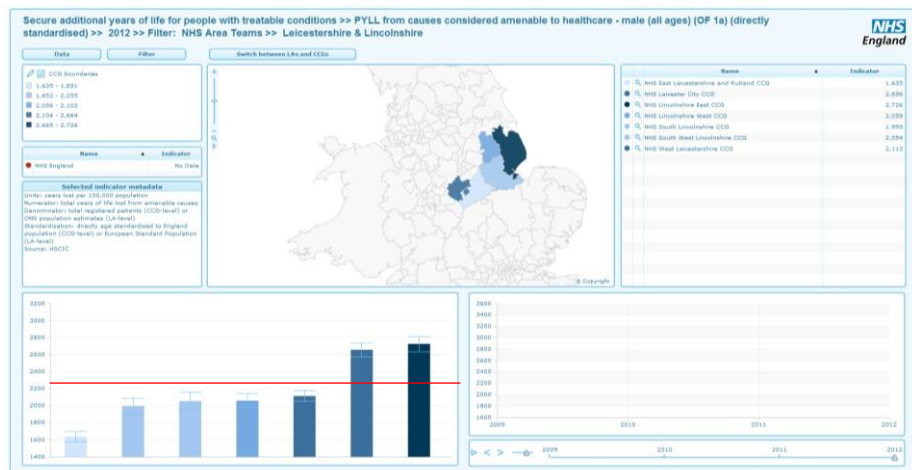 Secure additional years of life for people with treatable conditions >> PYLL from causes considered amenable to healthcare - male (all ages) (OF 1a) (directly
standardised) >> 2012 >> Filter: NHS Area Teams >> Leicestershire & Lincolnshire
NHS
England
Data
Filter
Switch between LAs and CCGs
CCG boundaries
1,635 - 1,851
1,852 - 2,055
2,056 - 2,103
2,104 - 2,684
2,685 - 2,726
Name
Indicator
NHS England
No Data
Selected indicator metadata
Units: years lost per 100,000 population
Numerator: total years of life lost from amenable causes
Denominator: total registered patients (CCG-level) or
ONS population estimates (LA-level)
Standardisation: directly age standardised to England
population (CCG-level) or European Standard Population
(LA-level)
Source: HSCIC
© Copyright
Name
Indicator
NHS East Leicestershire and Rutland CCG 1,635
NHS Leicester City CCG 2,656
NHS Lincolnshire East CCG 2,726
NHS Lincolnshire West CCG 2,059
NHS South Lincolnshire CCG 1,995
NHS South West Lincolnshire CCG 2,054
NHS West Leicestershire CCG 2,113
3200
2800
2600
2200
2000
1800
1600
1400
3600
3400
3200
3000
2800
2600
2400
2200
2000
1800
1600
2009
2010
2011
2012
2009
2010
2011
2012